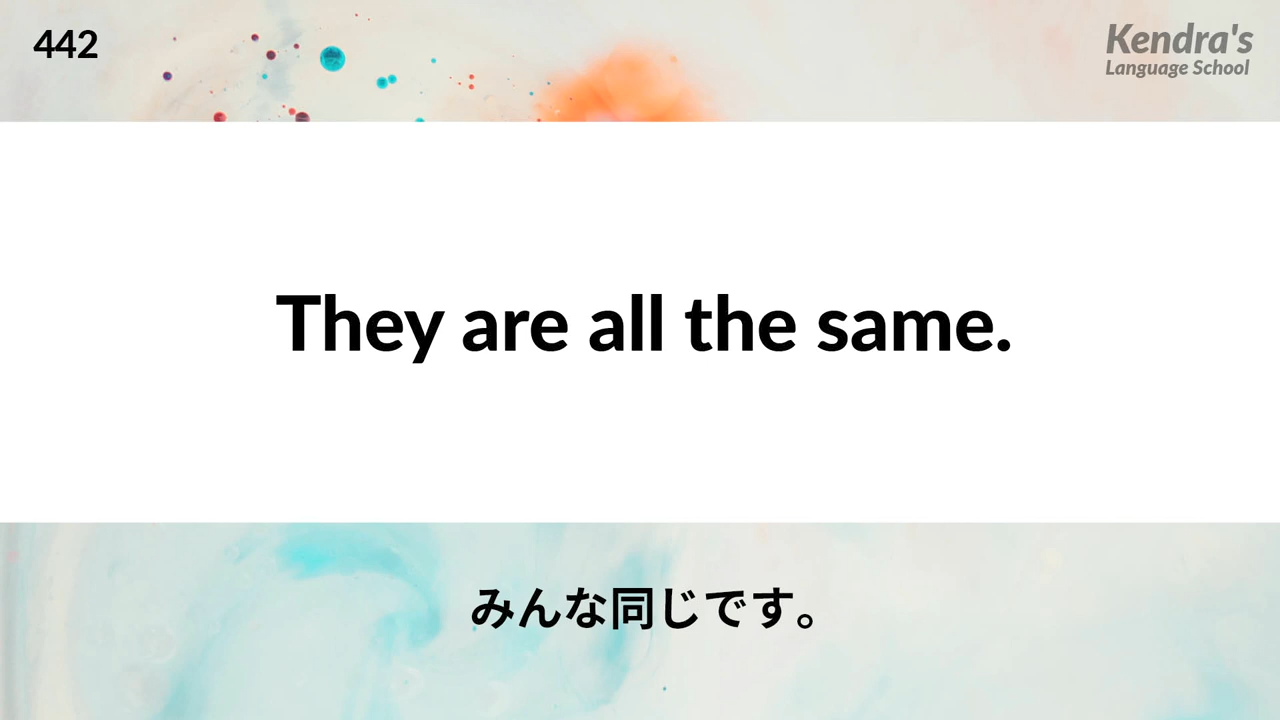 442
Kendra's
Language School
They are all the same.
みんな同じです。